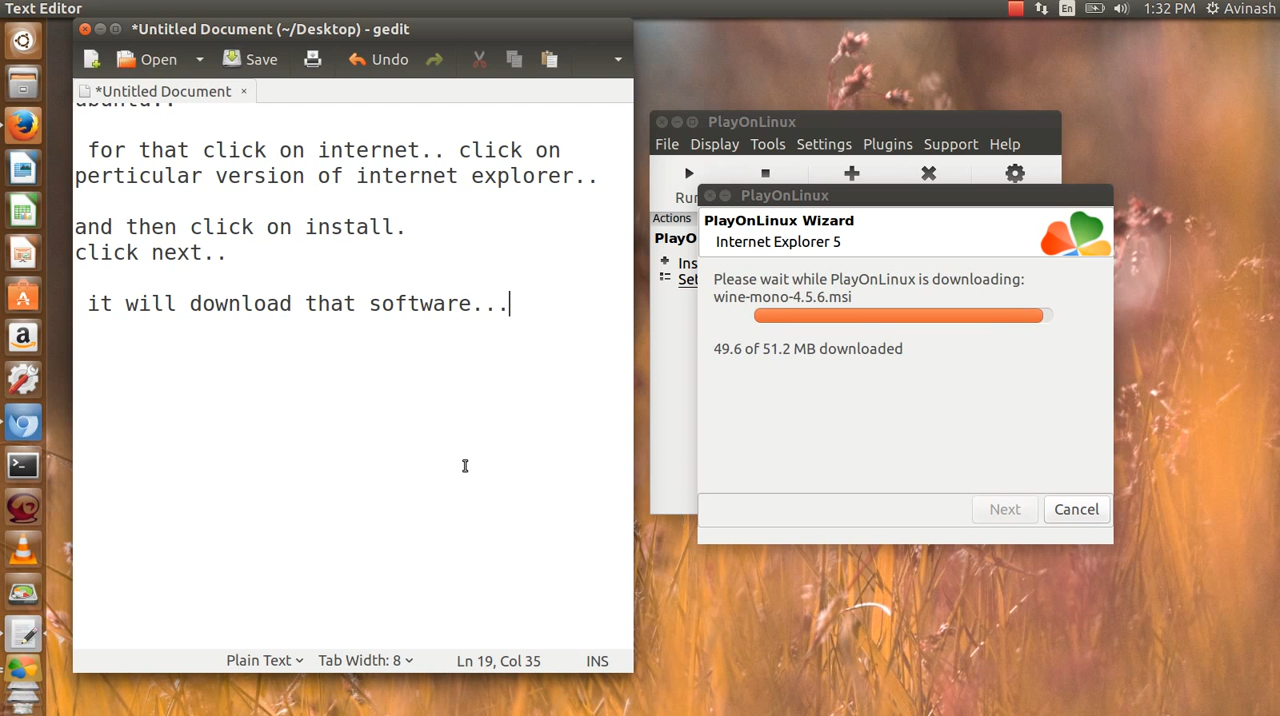 Text Editor
En
1:32 PM
Avinash
*Untitled Document (~/Desktop) - gedit
Open
Save
Undo
*Untitled Document ×
ubuntu..
for that click on internet.. click on
perticular version of internet explorer..
and then click on install.
click next..
it will download that software...
Plain Text
Tab Width: 8
Ln 19, Col 35
INS
PlayOnLinux
File Display Tools Settings Plugins Support Help
Actions
PlayOnLinux
PlayOnLinux Wizard
Internet Explorer 5
Please wait while PlayOnLinux is downloading:
wine-mono-4.5.6.msi
49.6 of 51.2 MB downloaded
Next
Cancel